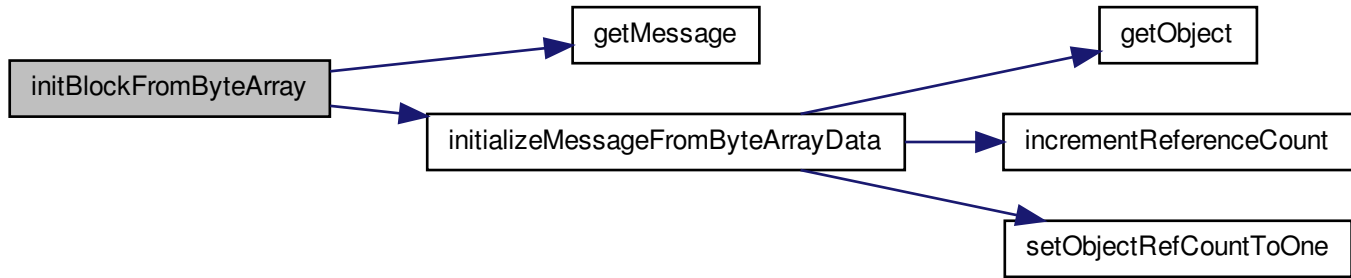 initBlockFromByteArray
getMessage
initializeMessageFromByteArrayData
getObject
incrementReferenceCount
setObjectRefCountToOne